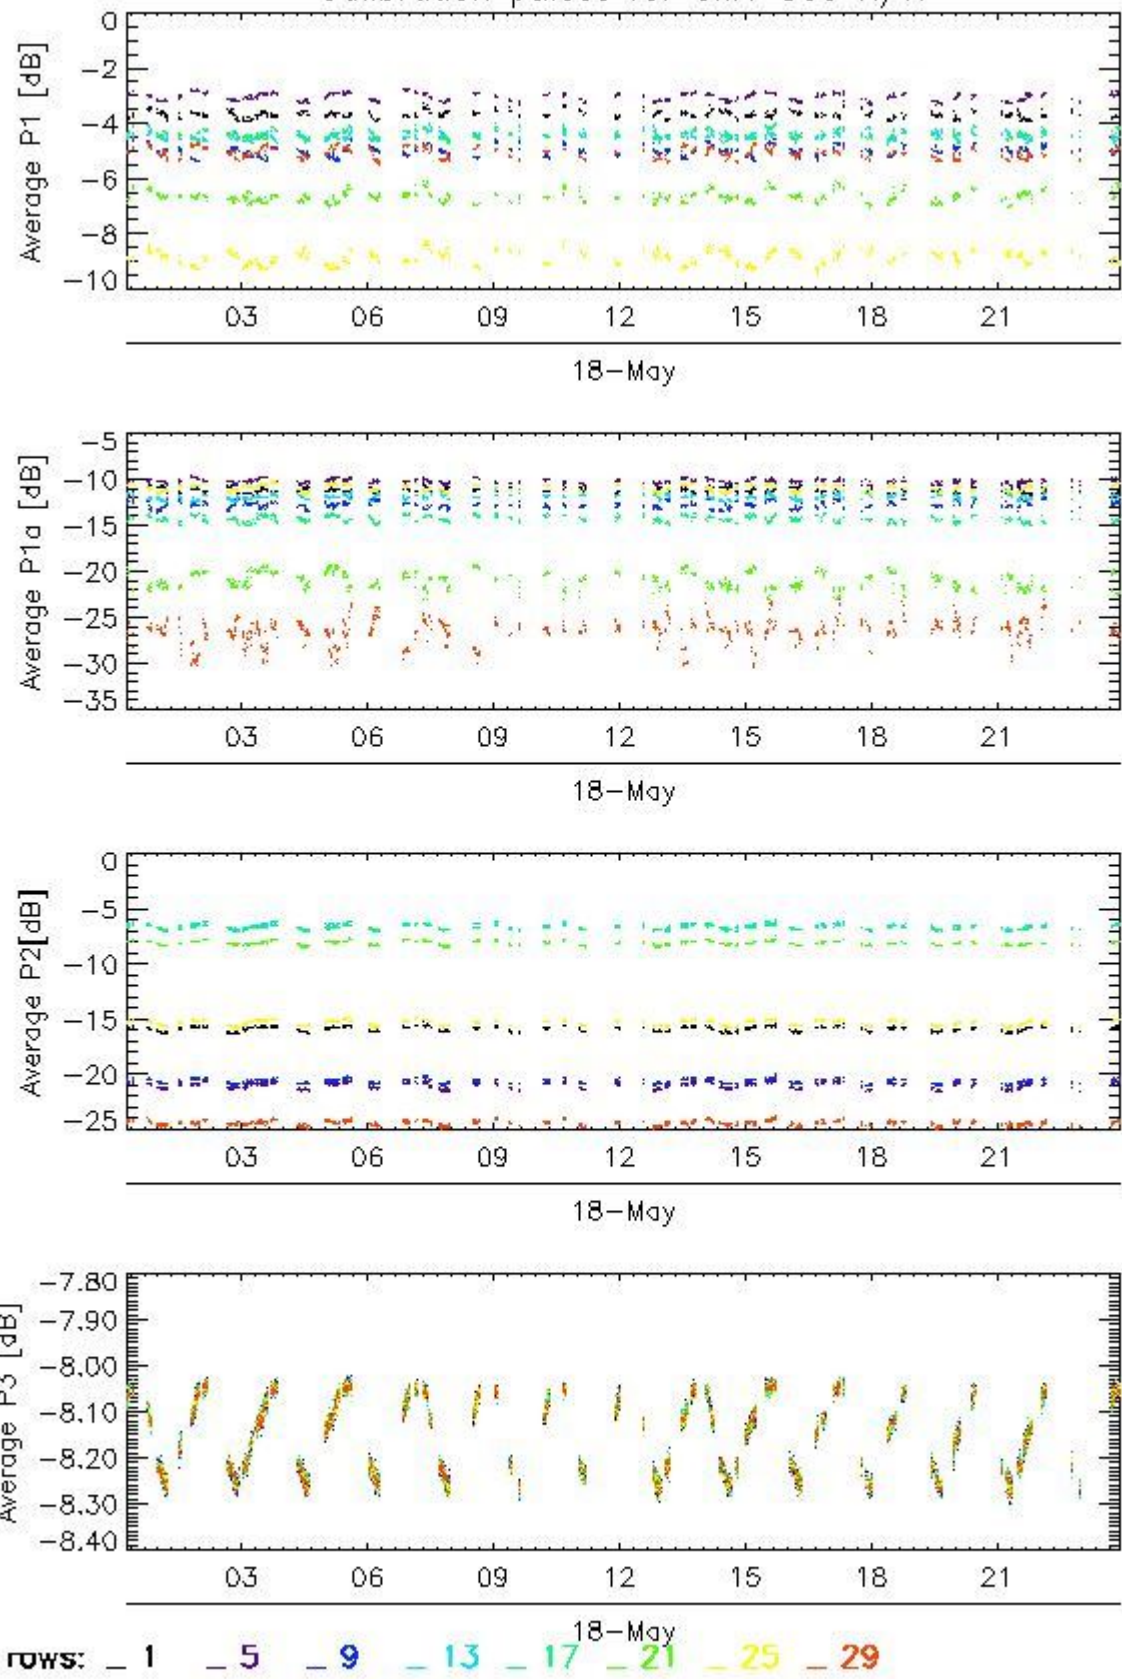 0
-2
-4
-6
-8
-10
Average P1 [dB]
03 06 09 12 15 18 21
18-May
-5
-10
-15
-20
-25
-30
-35
Average P1a [dB]
03 06 09 12 15 18 21
18-May
0
-5
-10
-15
-20
-25
Average P2[dB]
03 06 09 12 15 18 21
18-May
-7.80
-7.90
-8.00
-8.10
-8.20
-8.30
-8.40
Average P3 [dB]
03 06 09 12 15 18 21
18-May
rows: _ 1 _ 5 _ 9 _ 13 _ 17 _ 21 _ 25 _ 29